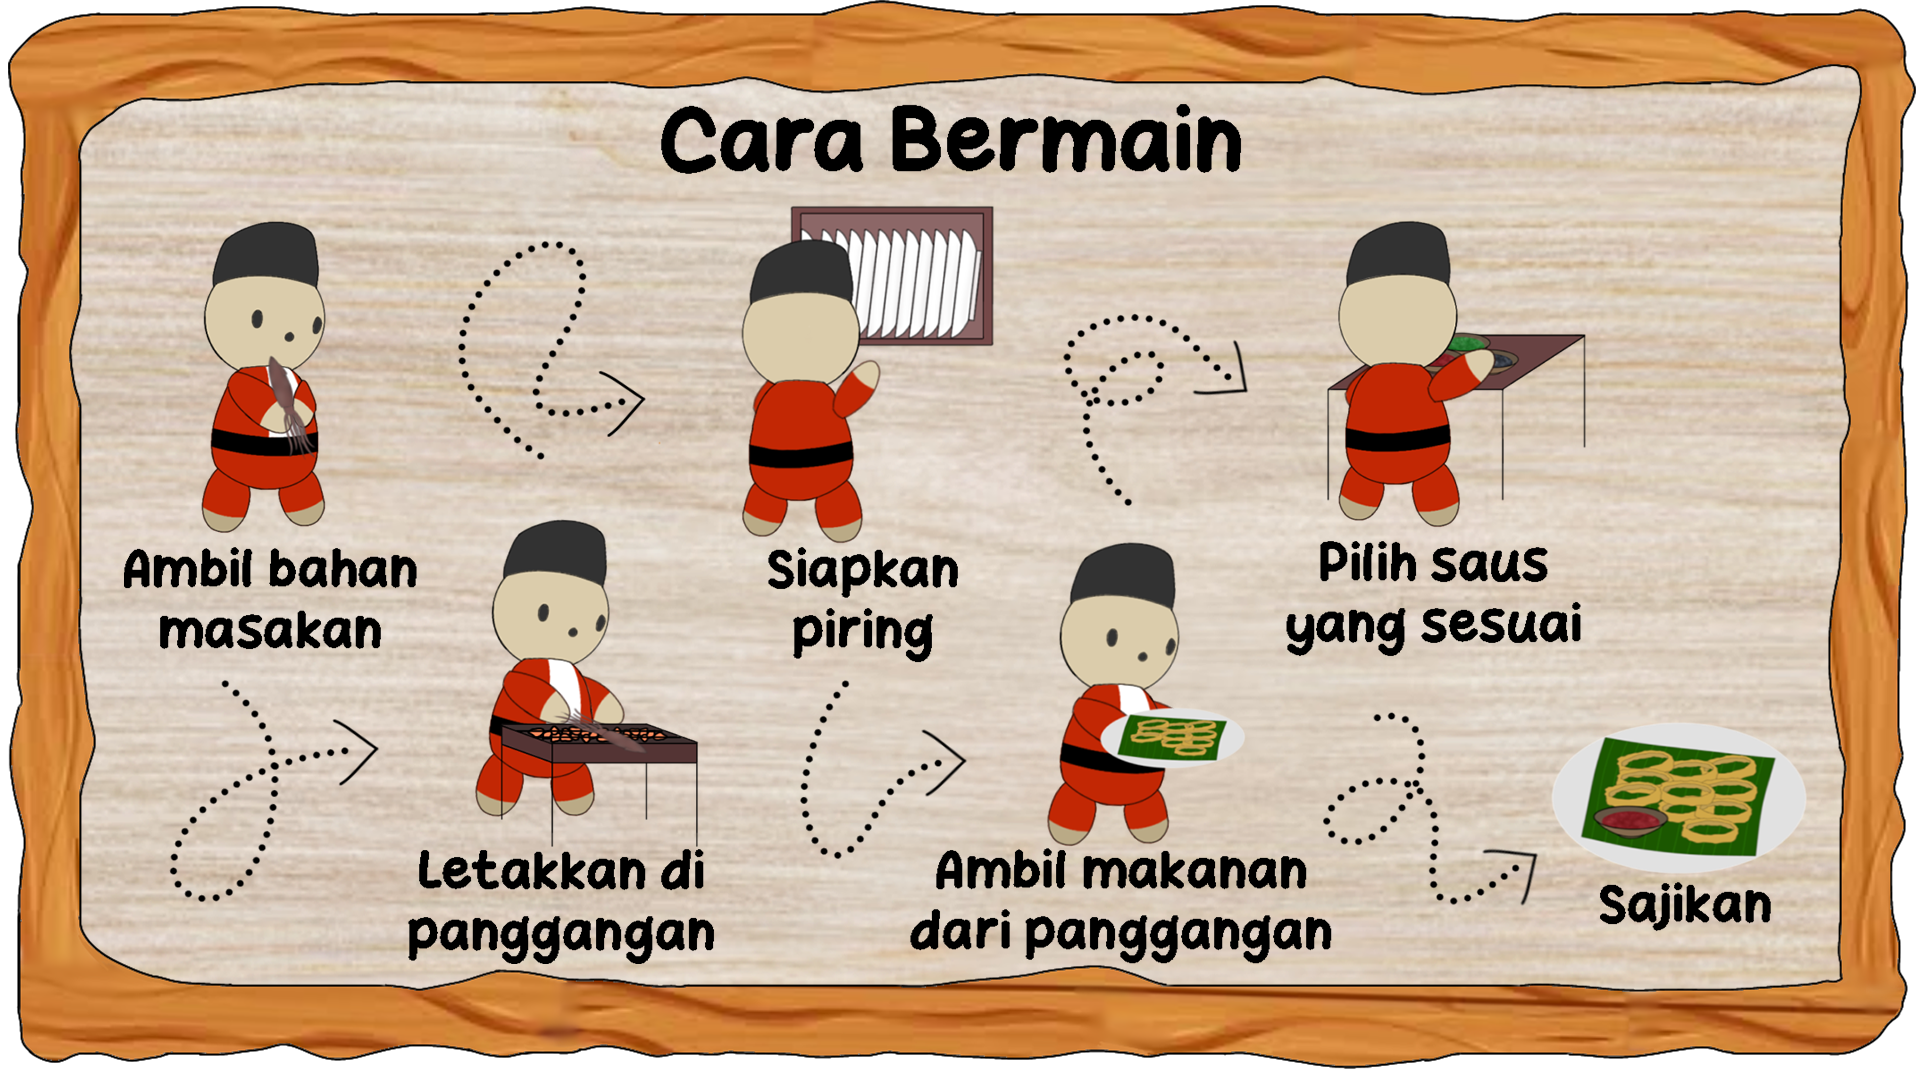 Cara Bermain
Ambil bahan
masakan
Letakkan di
panggangan
Siapkan
piring
Ambil makanan
dari panggangan
Pilih saus
yang sesuai
Sajikan